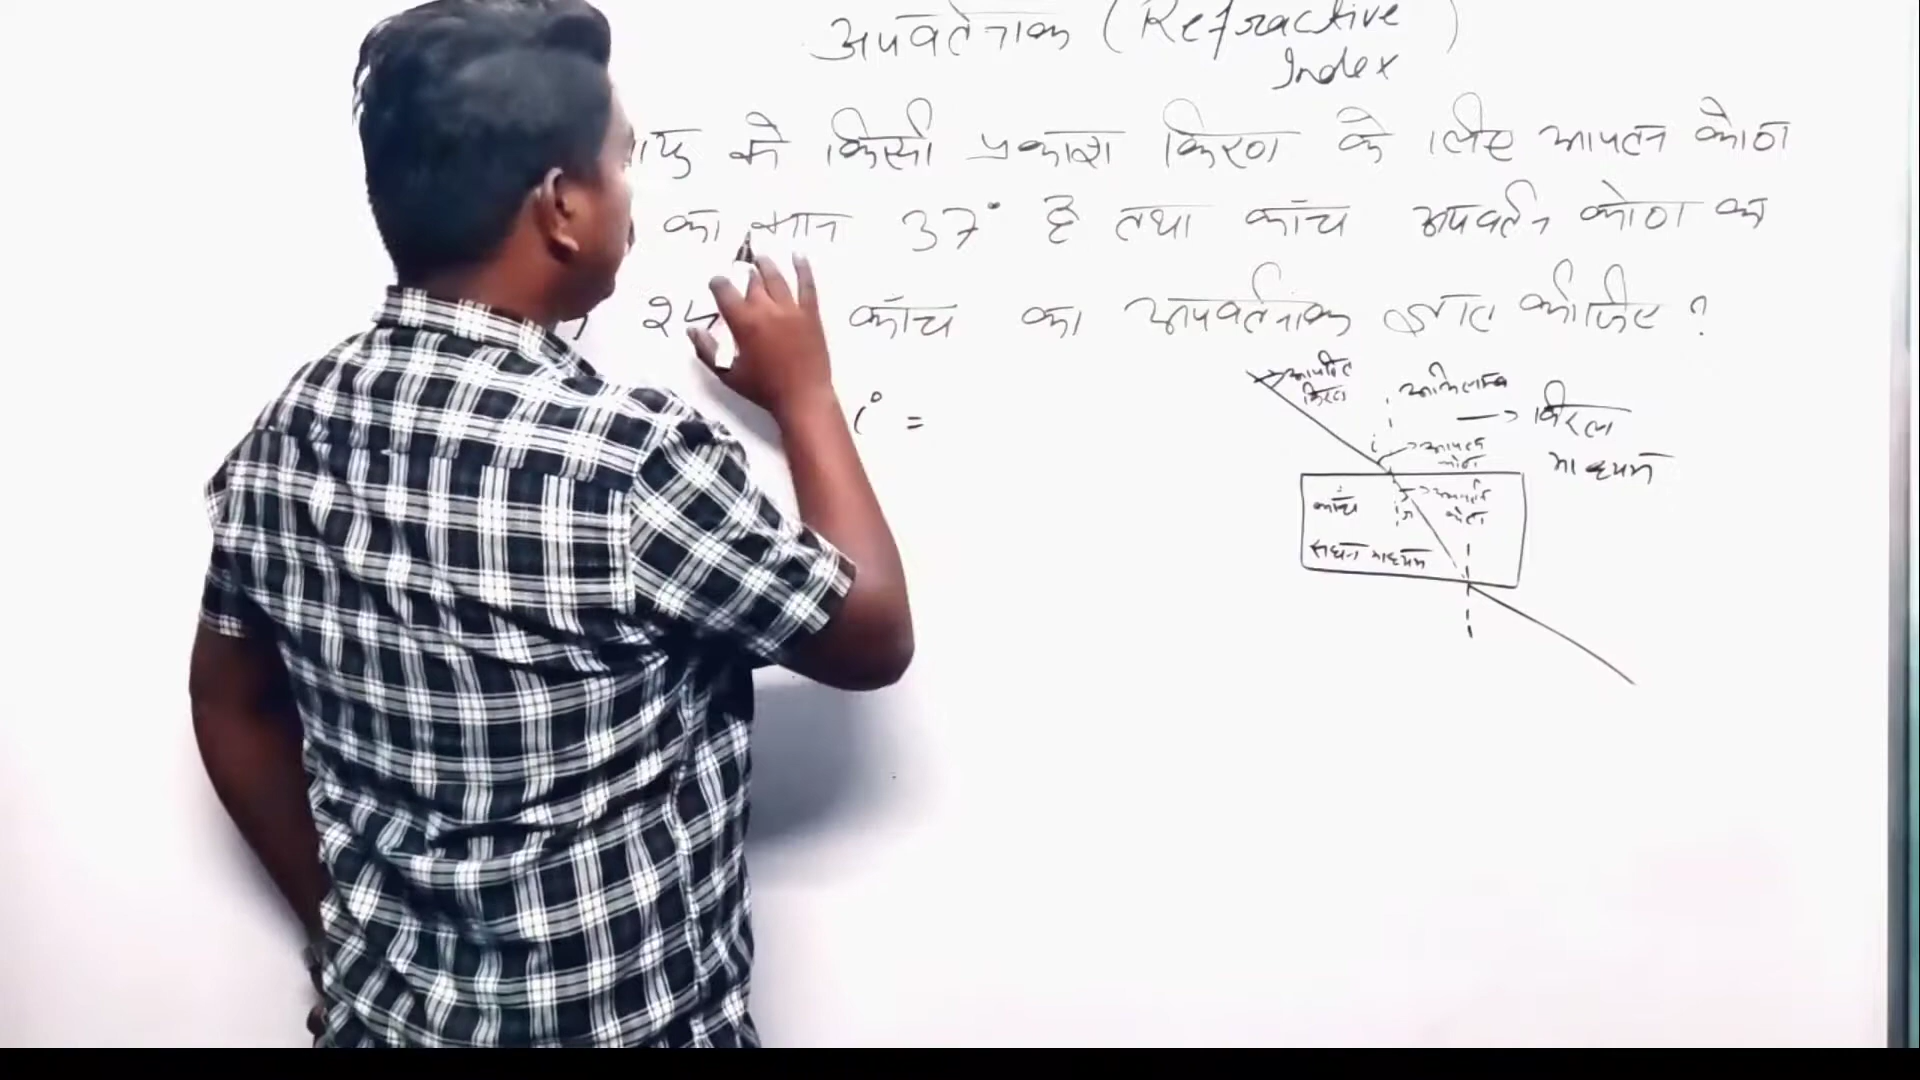 अपवर्तनांक (Refractive Index)
को किसी प्रकाश किरण के लिए आपतन कोण
का मान 37° है तथा काँच अपवर्तन कोण का
काँच का अपवर्तनांक ज्ञात कीजिए ?
i° =
आपतित किरण
अभिलम्ब
→ विरल माध्यम
i → आपतन कोण
काँच
r → अपवर्तन कोण
सघन माध्यम